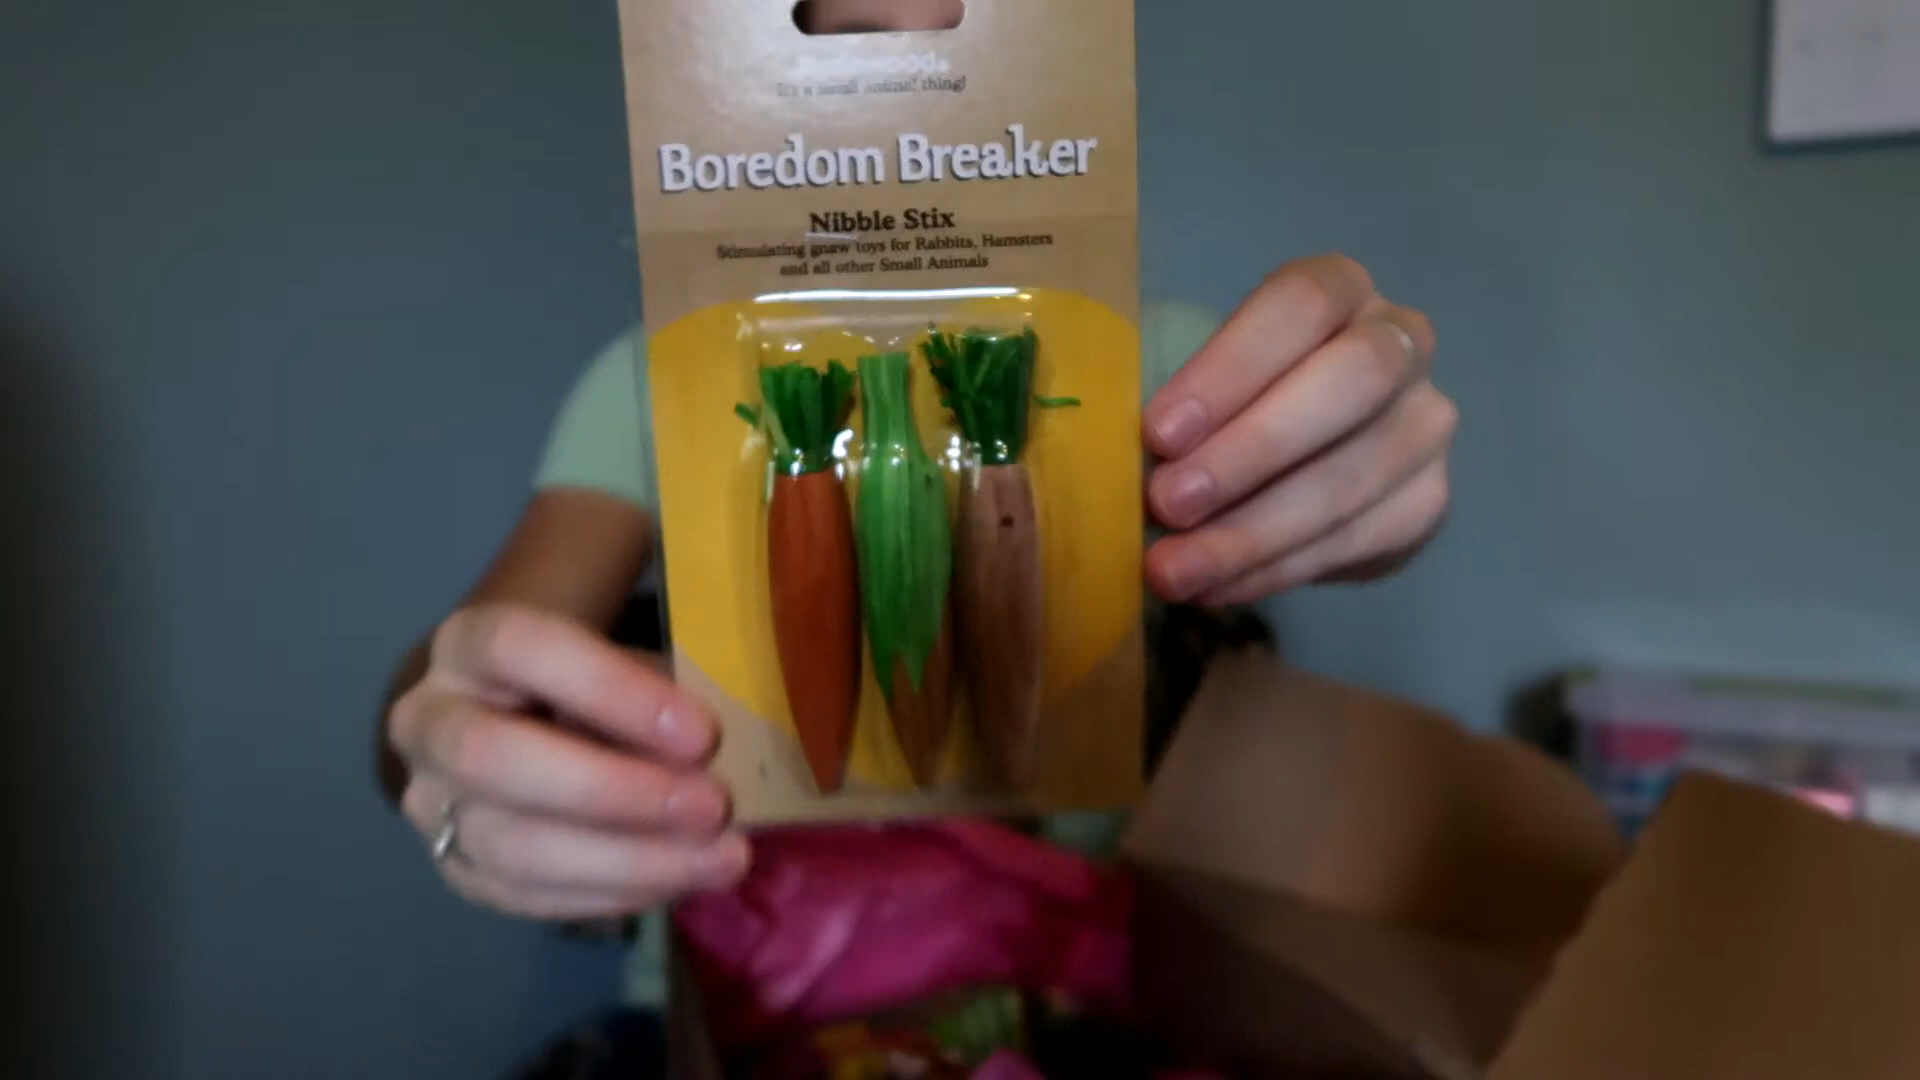 It's a small animal thing!
Boredom Breaker
Nibble Stix
Stimulating gnaw toys for Rabbits, Hamsters
and all other Small Animals